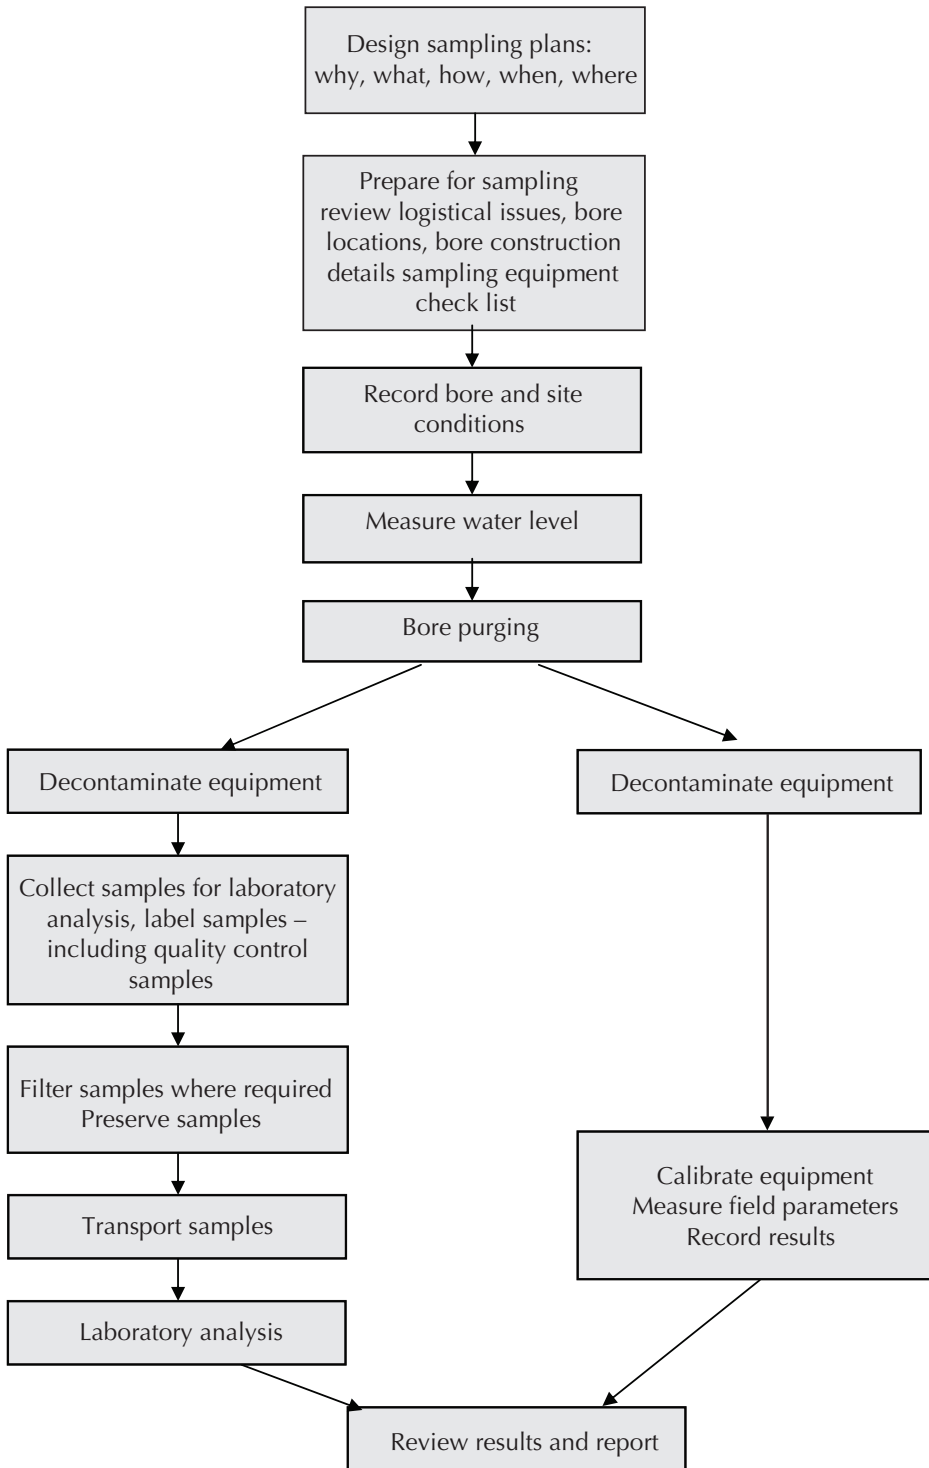 Design sampling plans:
why, what, how, when, where
Prepare for sampling
review logistical issues, bore
locations, bore construction
details sampling equipment
check list
Record bore and site
conditions
Measure water level
Bore purging
Decontaminate equipment
Collect samples for laboratory
analysis, label samples –
including quality control
samples
Filter samples where required
Preserve samples
Transport samples
Laboratory analysis
Decontaminate equipment
Calibrate equipment
Measure field parameters
Record results
Review results and report